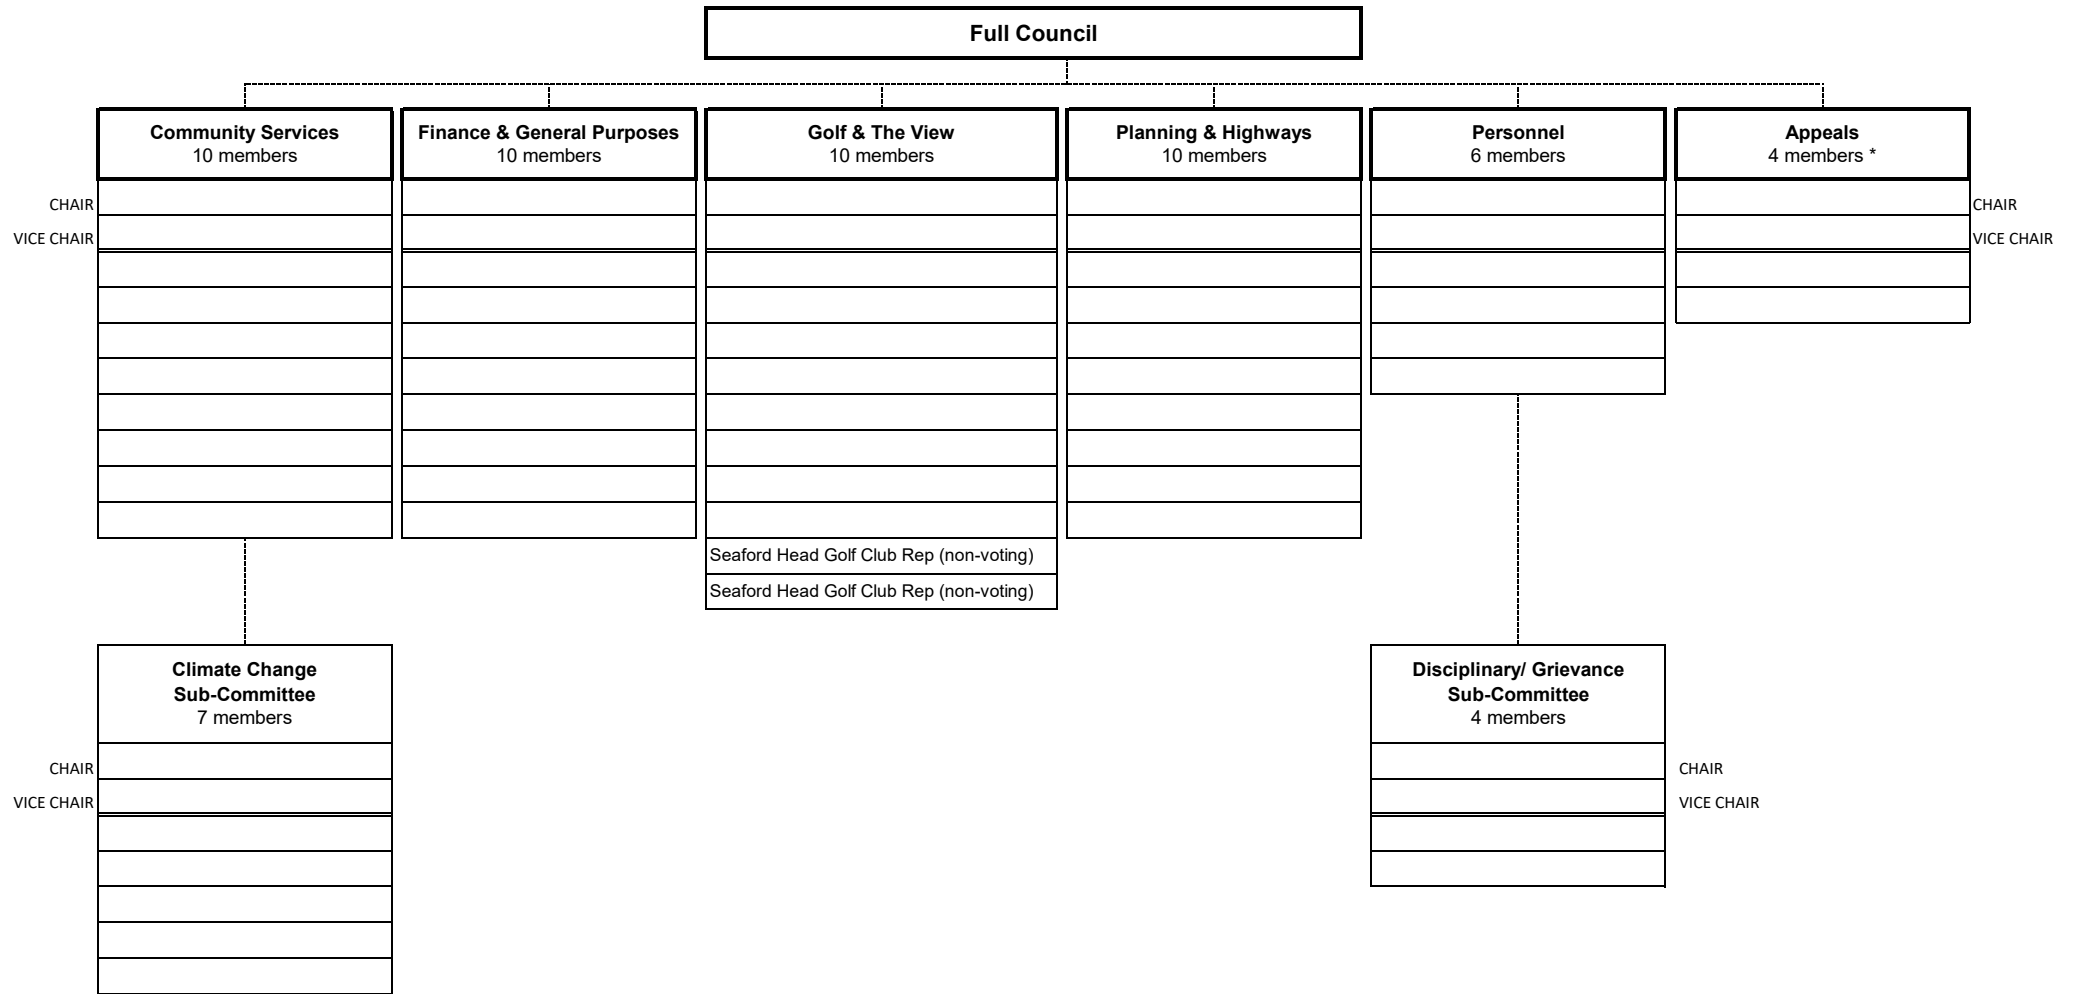 Full Council
Community Services
10 members
Finance & General Purposes
10 members
Golf & The View
10 members
Planning & Highways
10 members
Personnel
6 members
Appeals
4 members *
CHAIR
CHAIR
VICE CHAIR
VICE CHAIR
Seaford Head Golf Club Rep (non-voting)
Seaford Head Golf Club Rep (non-voting)
Climate Change
Sub-Committee
7 members
Disciplinary/ Grievance
Sub-Committee
4 members
CHAIR
CHAIR
VICE CHAIR
VICE CHAIR